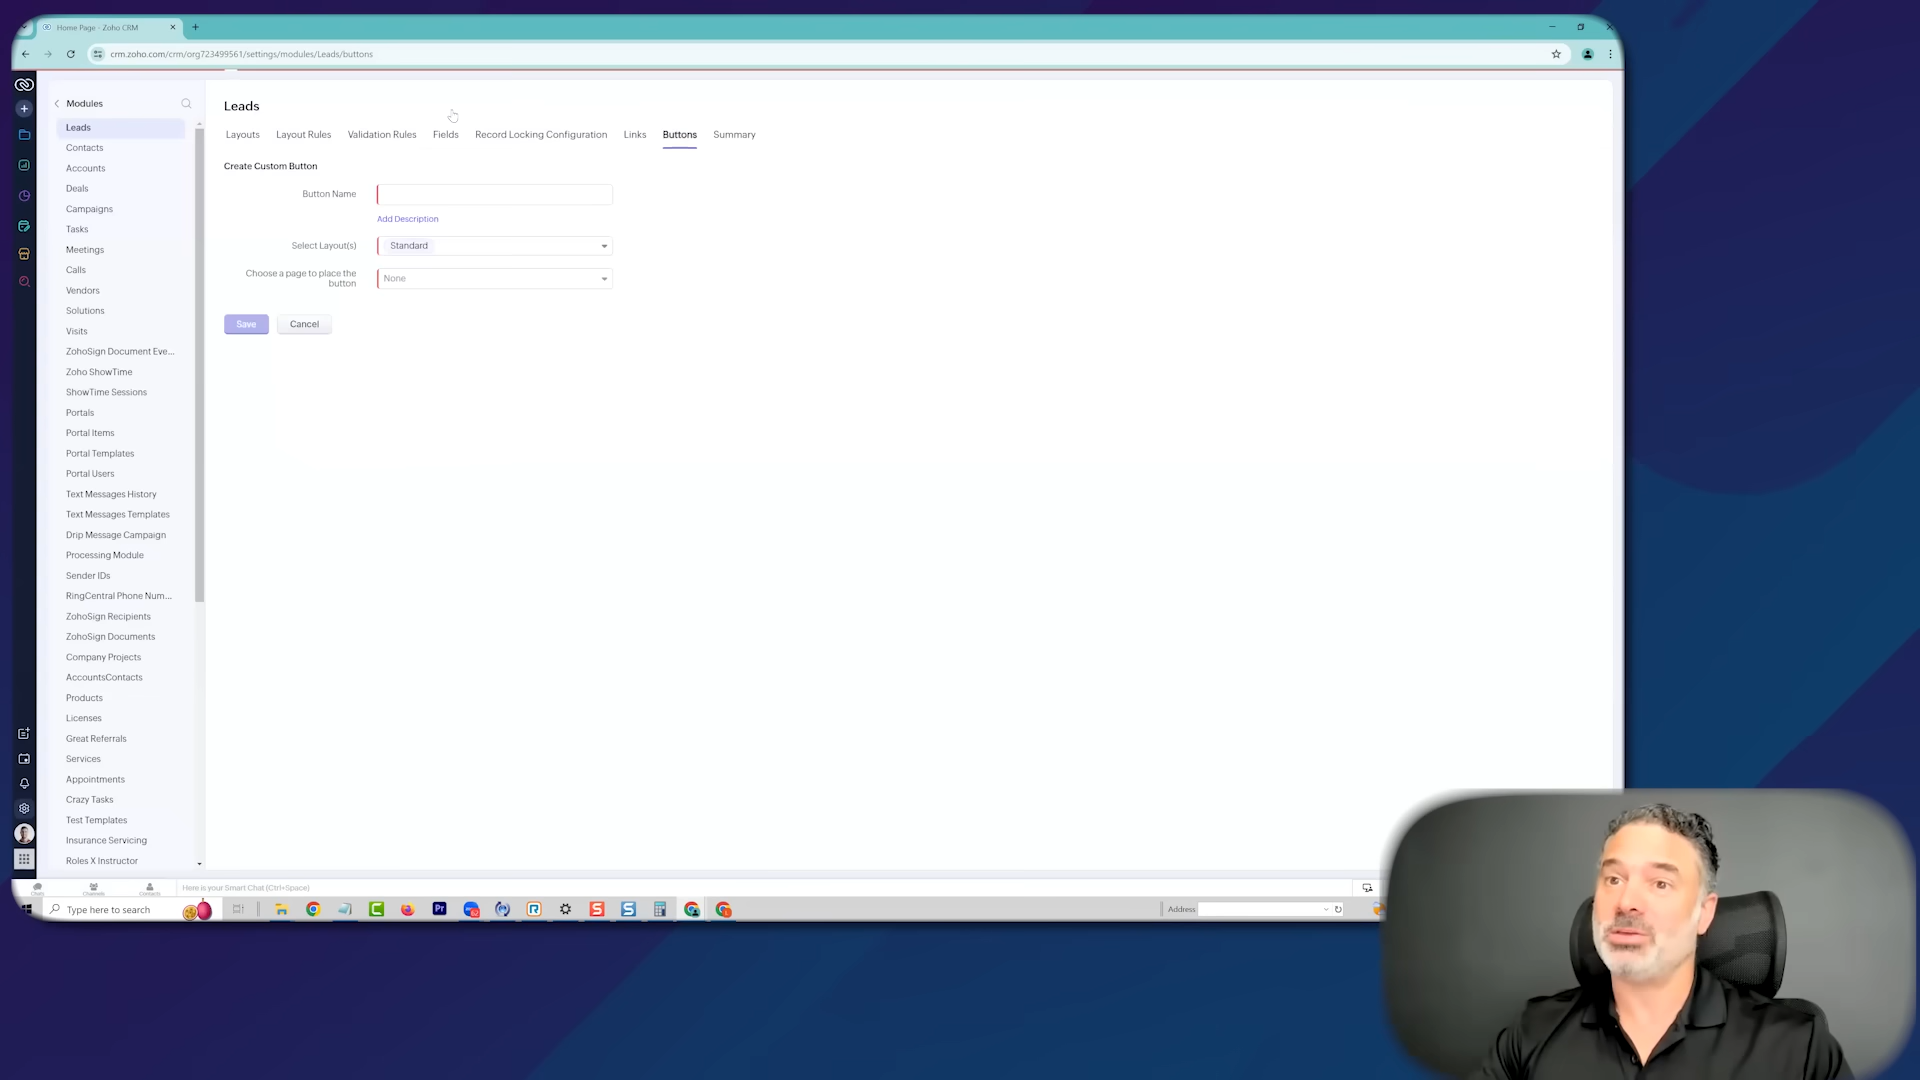 Home Page - Zoho CRM
crm.zoho.com/crm/org723499561/settings/modules/Leads/buttons
Modules
Leads
Contacts
Accounts
Deals
Campaigns
Tasks
Meetings
Calls
Vendors
Solutions
Visits
ZohoSign Document Eve...
Zoho ShowTime
ShowTime Sessions
Portals
Portal Items
Portal Templates
Portal Users
Text Messages History
Text Messages Templates
Drip Message Campaign
Processing Module
Sender IDs
RingCentral Phone Num...
ZohoSign Recipients
ZohoSign Documents
Company Projects
AccountsContacts
Products
Licenses
Great Referrals
Services
Appointments
Crazy Tasks
Test Templates
Insurance Servicing
Roles X Instructor
Leads
Layouts Layout Rules Validation Rules Fields Record Locking Configuration Links Buttons Summary
Create Custom Button
Button Name
Add Description
Select Layout(s) Standard
Choose a page to place the
button
None
Save Cancel
Chats Channels Contacts
Here is your Smart Chat (Ctrl+Space)
Type here to search
Pr
R
S
S
Address